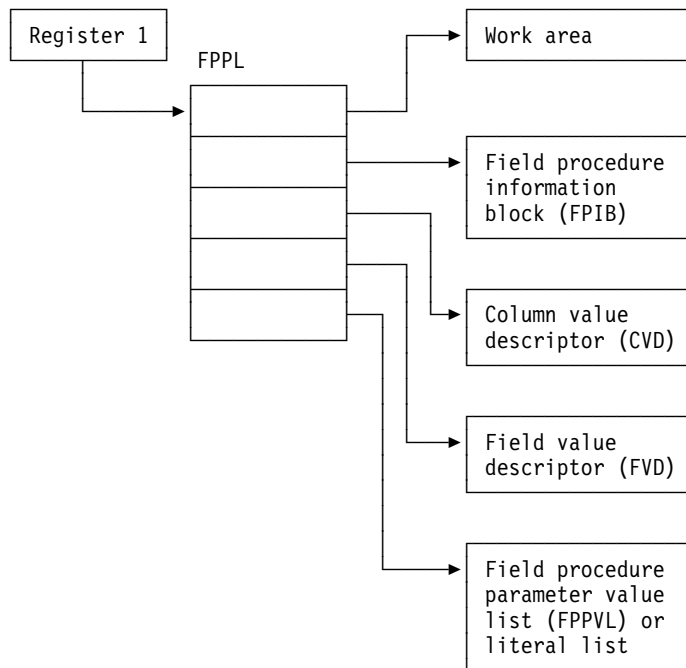 Register 1
Work area
FPPL
Field procedure
information
block (FPIB)
Column value
descriptor (CVD)
Field value
descriptor (FVD)
Field procedure
parameter value
list (FPPVL) or
literal list